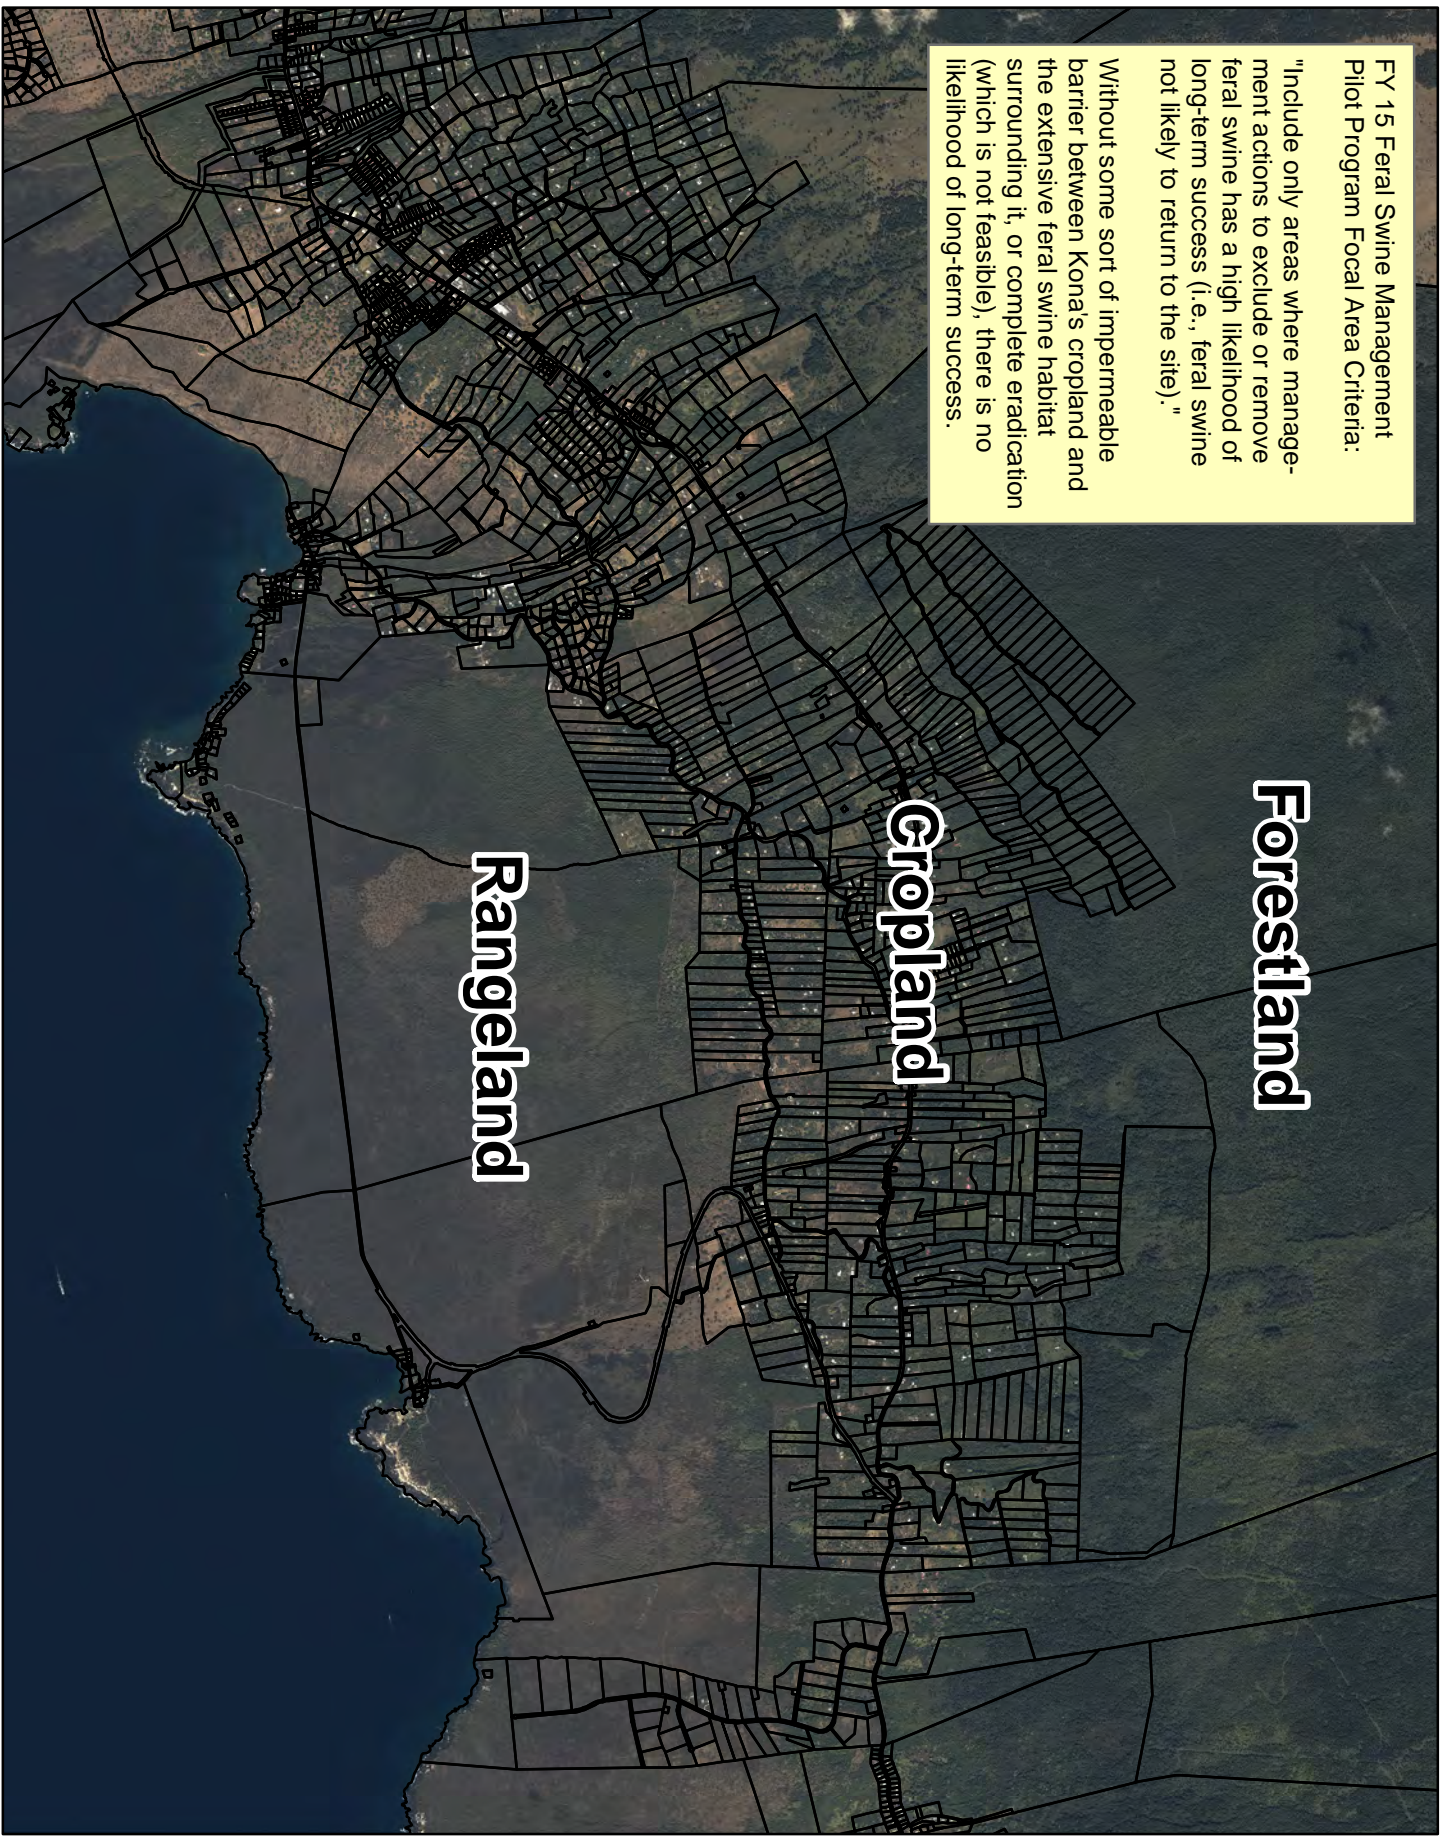 FY 15 Feral Swine Management
Pilot Program Focal Area Criteria:
"Include only areas where manage-
ment actions to exclude or remove
feral swine has a high likelihood of
long-term success (i.e., feral swine
not likely to return to the site)."
Without some sort of impermeable
barrier between Kona's cropland and
the extensive feral swine habitat
surrounding it, or complete eradication
(which is not feasible), there is no
likelihood of long-term success.
Forestland
Cropland
Rangeland